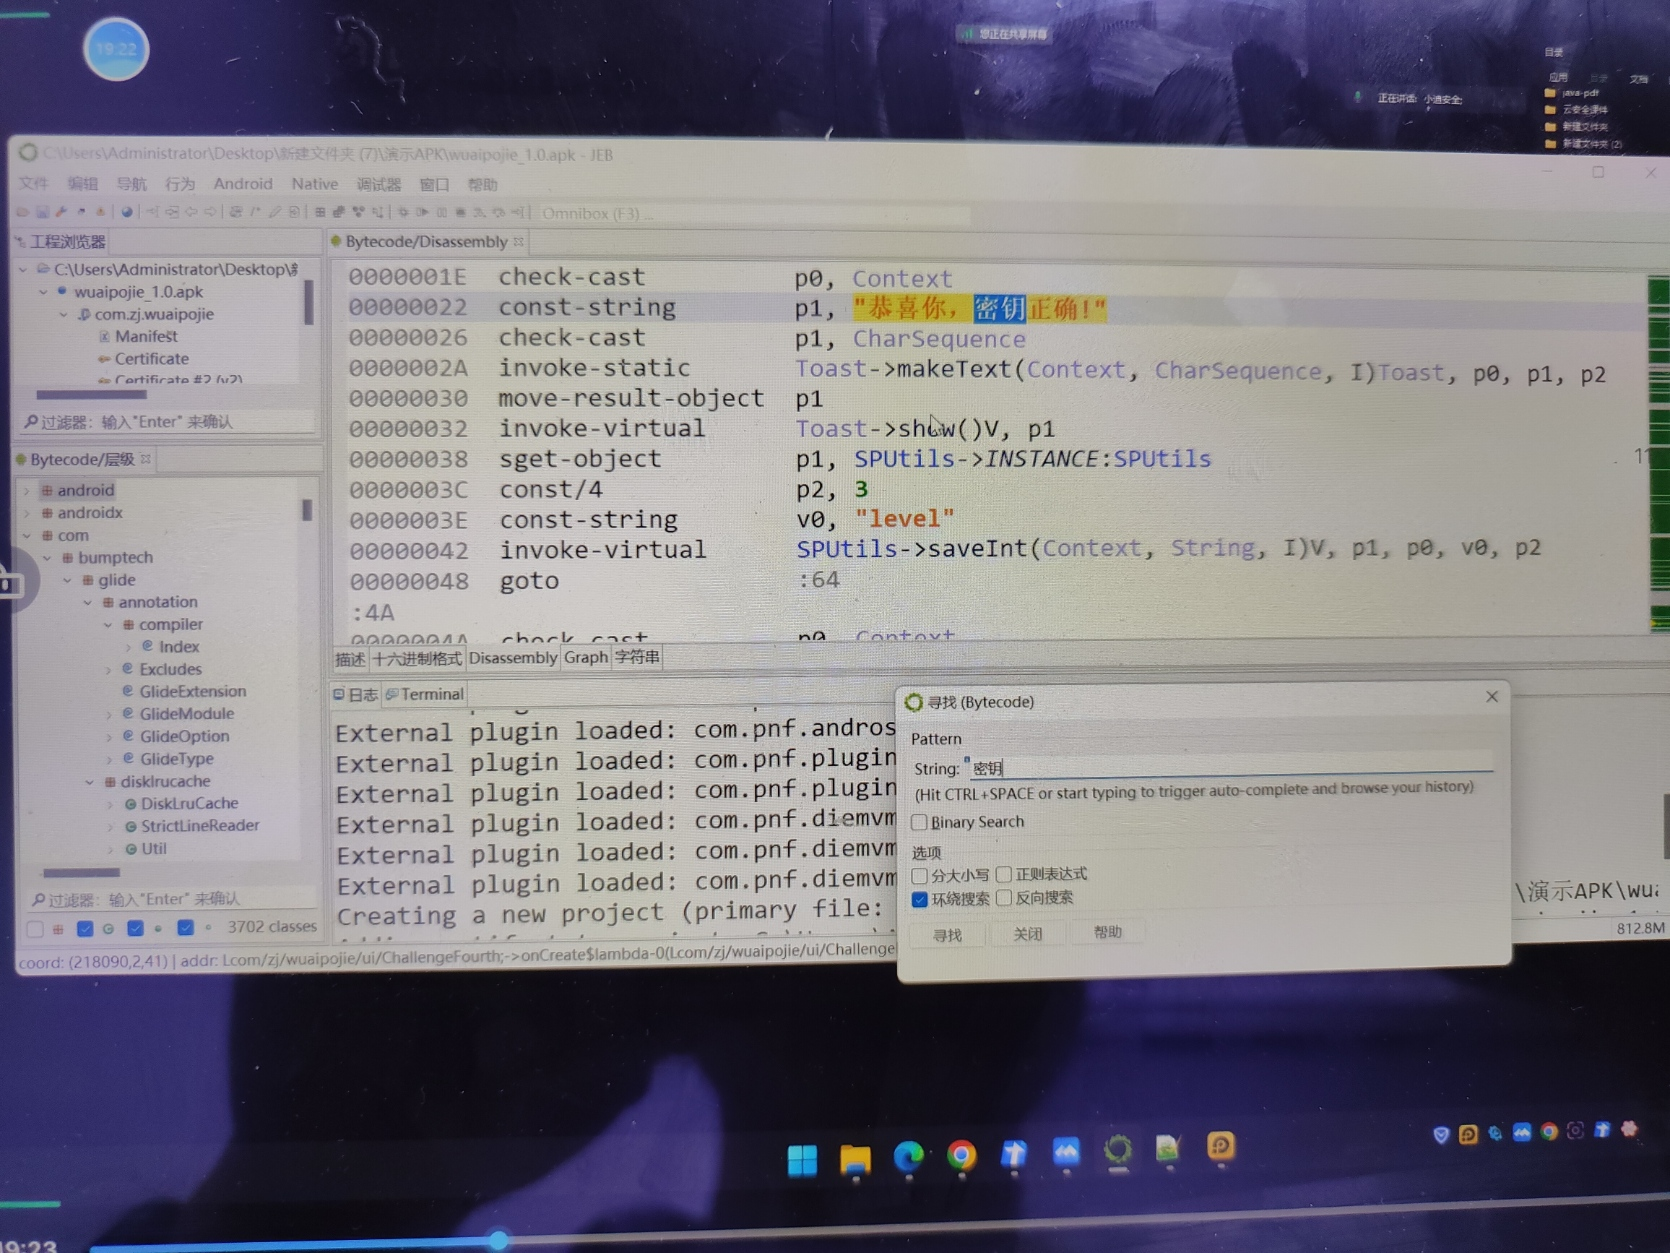 19:22
您正在共享屏幕
目录
应用 目录 文档
正在讲话: 小迪安全;
java-pdf
云安全课件
新建文件夹
新建文件夹 (2)
C:\Users\Administrator\Desktop\新建文件夹 (7)\演示APK\wuaipojie_1.0.apk - JEB
文件 编辑 导航 行为 Android Native 调试器 窗口 帮助
Omnibox (F3) ...
工程浏览器
C:\Users\Administrator\Desktop\新
wuaipojie_1.0.apk
com.zj.wuaipojie
Manifest
Certificate
Certificate #2 (v2)
过滤器: 输入"Enter" 来确认
Bytecode/层级
android
androidx
com
bumptech
glide
annotation
compiler
Index
Excludes
GlideExtension
GlideModule
GlideOption
GlideType
disklrucache
DiskLruCache
StrictLineReader
Util
过滤器: 输入"Enter" 来确认
3702 classes
Bytecode/Disassembly
0000001E check-cast p0, Context
00000022 const-string p1, "恭喜你，密钥正确!"
00000026 check-cast p1, CharSequence
0000002A invoke-static Toast->makeText(Context, CharSequence, I)Toast, p0, p1, p2
00000030 move-result-object p1
00000032 invoke-virtual Toast->show()V, p1
00000038 sget-object p1, SPUtils->INSTANCE:SPUtils
0000003C const/4 p2, 3
0000003E const-string v0, "level"
00000042 invoke-virtual SPUtils->saveInt(Context, String, I)V, p1, p0, v0, p2
00000048 goto :64
:4A
0000004A check-cast p0, Context
描述 十六进制格式 Disassembly Graph 字符串
日志 Terminal
External plugin loaded: com.pnf.andros
External plugin loaded: com.pnf.plugin
External plugin loaded: com.pnf.plugin
External plugin loaded: com.pnf.diemvm
External plugin loaded: com.pnf.diemvm
External plugin loaded: com.pnf.diemvm
Creating a new project (primary file:
\演示APK\wua
812.8M
coord: (218090,2,41) | addr: Lcom/zj/wuaipojie/ui/ChallengeFourth;->onCreate$lambda-0(Lcom/zj/wuaipojie/ui/Challenge
寻找 (Bytecode)
Pattern
String: 密钥
(Hit CTRL+SPACE or start typing to trigger auto-complete and browse your history)
Binary Search
选项
分大小写 正则表达式
环绕搜索 反向搜索
寻找 关闭 帮助
19:23